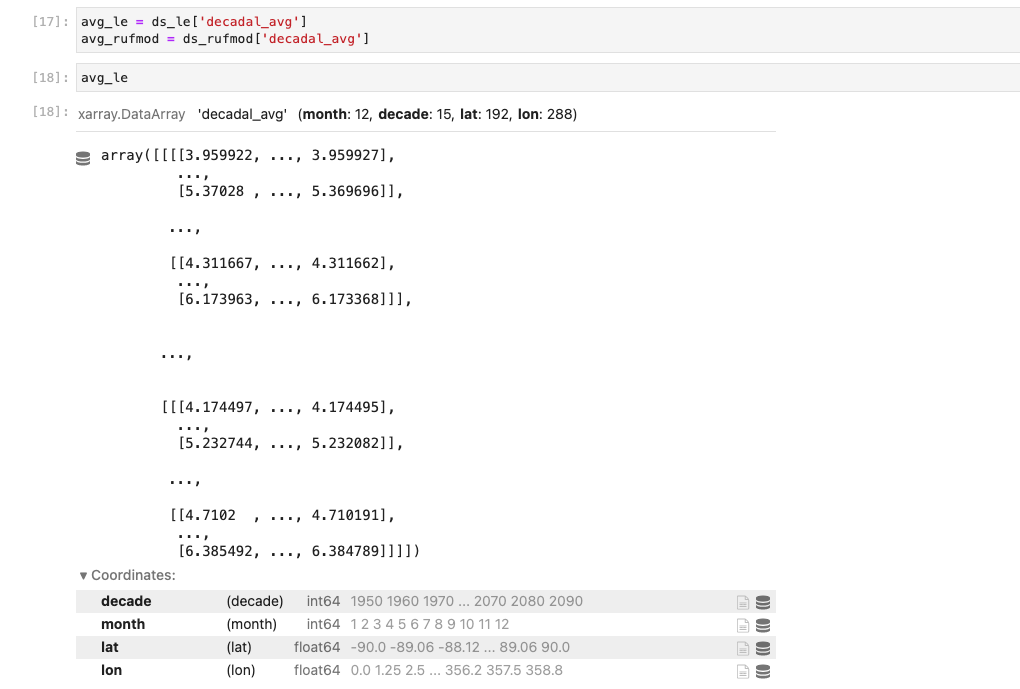 [17]: avg_le = ds_le['decadal_avg']
avg_rufmod = ds_rufmod['decadal_avg']
[18]: avg_le
[18]: xarray.DataArray 'decadal_avg' (month: 12, decade: 15, lat: 192, lon: 288)
array([[[[3.959922, ..., 3.959927],
...,
[5.37028 , ..., 5.369696]],
...,
[[4.311667, ..., 4.311662],
...,
[6.173963, ..., 6.173368]]],
...,
[[[4.174497, ..., 4.174495],
...,
[5.232744, ..., 5.232082]],
...,
[[4.7102  , ..., 4.710191],
...,
[6.385492, ..., 6.384789]]]])
▼ Coordinates:
decade (decade) int64 1950 1960 1970 ... 2070 2080 2090
month (month) int64 1 2 3 4 5 6 7 8 9 10 11 12
lat (lat) float64 -90.0 -89.06 -88.12 ... 89.06 90.0
lon (lon) float64 0.0 1.25 2.5 ... 356.2 357.5 358.8